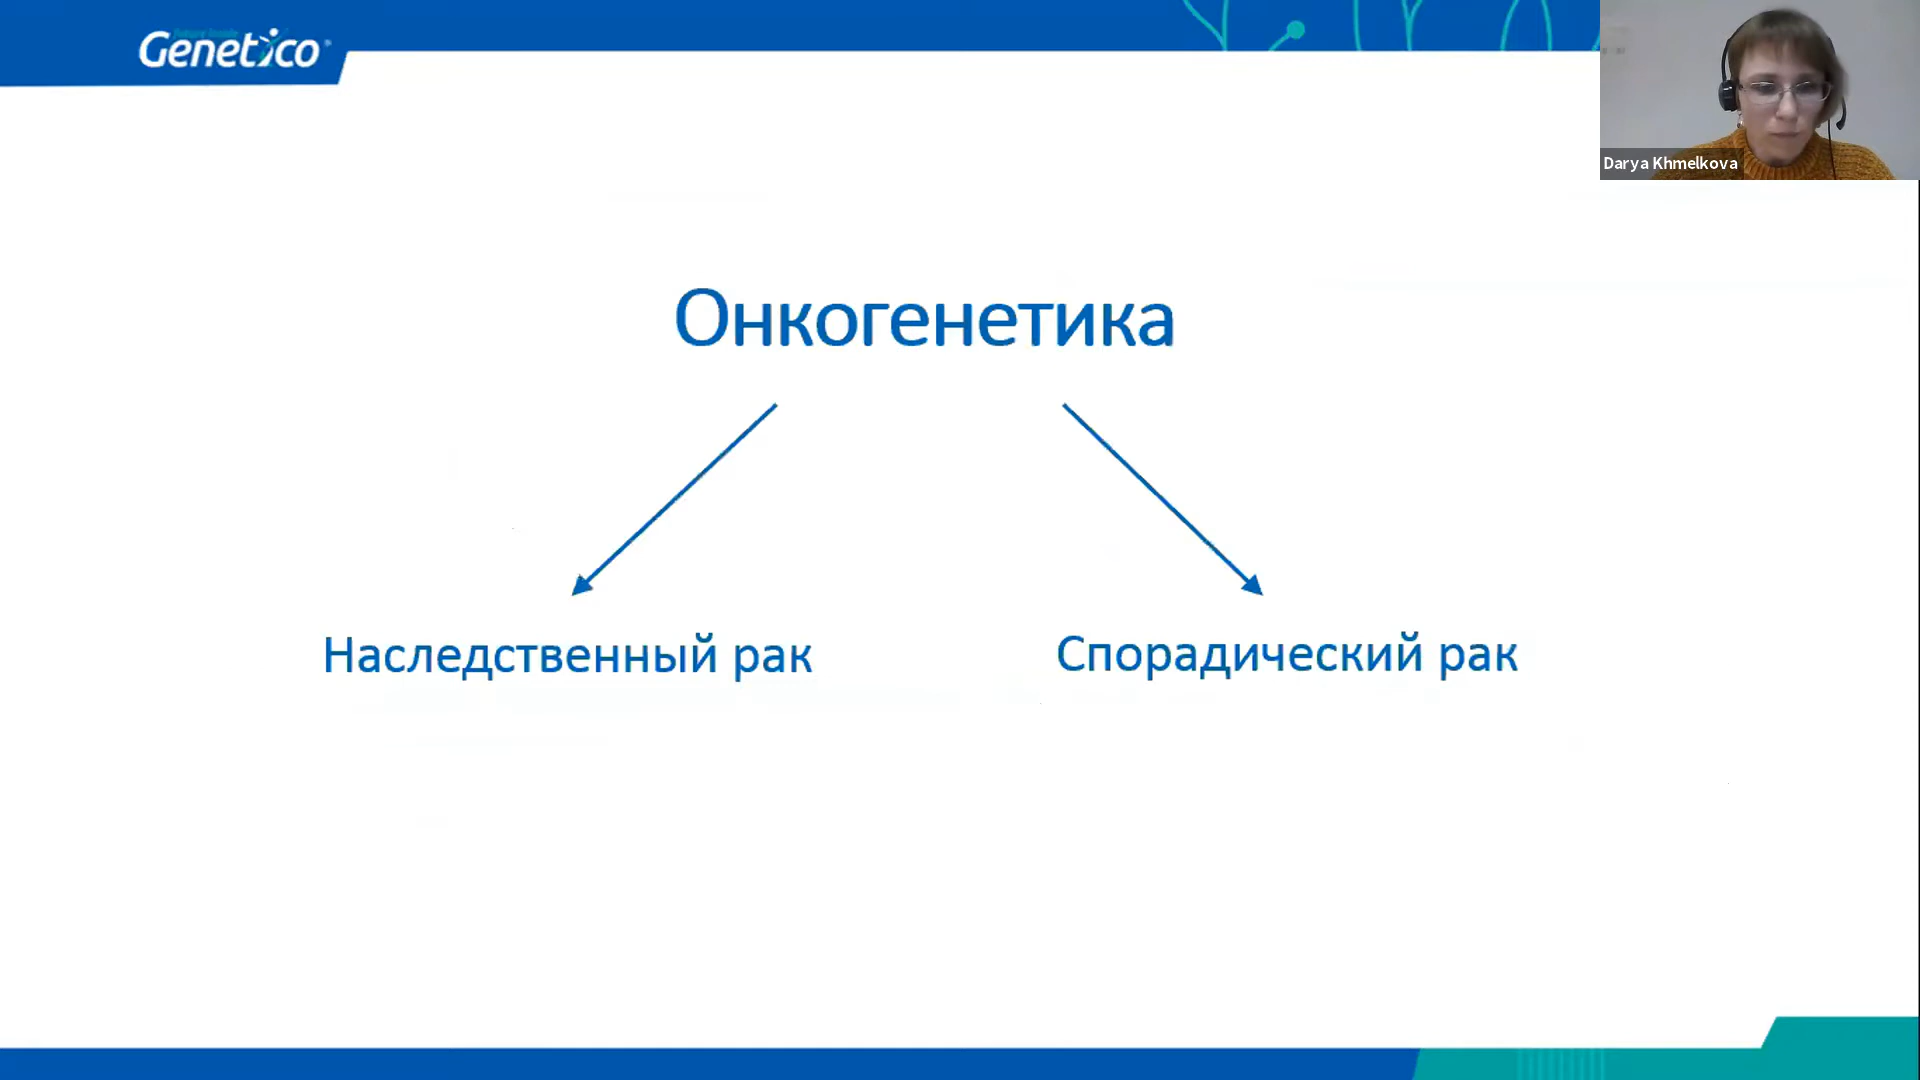 Genetico
Darya Khmelkova
Онкогенетика
Наследственный рак
Спорадический рак